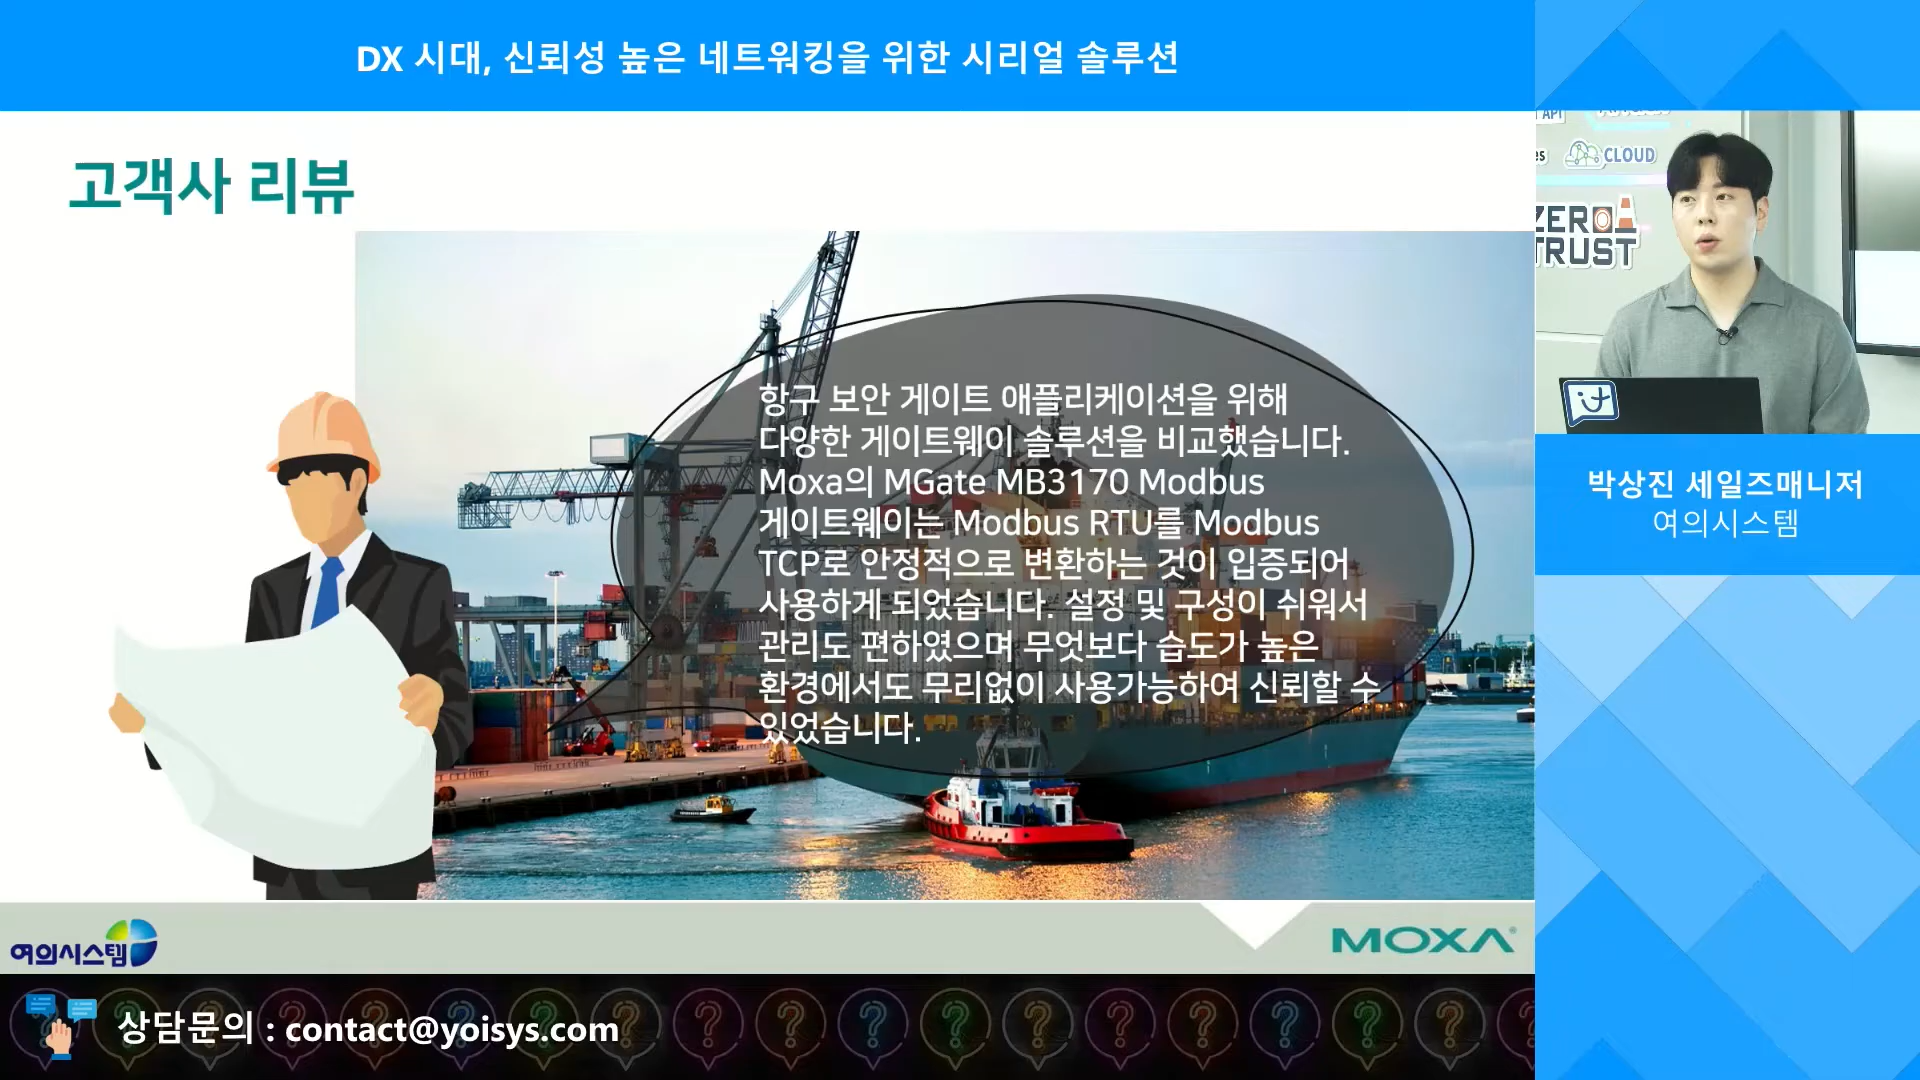 DX 시대, 신뢰성 높은 네트워킹을 위한 시리얼 솔루션
고객사 리뷰
항구 보안 게이트 애플리케이션을 위해
다양한 게이트웨이 솔루션을 비교했습니다.
Moxa의 MGate MB3170 Modbus
게이트웨이는 Modbus RTU를 Modbus
TCP로 안정적으로 변환하는 것이 입증되어
사용하게 되었습니다. 설정 및 구성이 쉬워서
관리도 편하였으며 무엇보다 습도가 높은
환경에서도 무리없이 사용가능하여 신뢰할 수
있었습니다.
여의시스템
MOXA
상담문의 : contact@yoisys.com
API
CLOUD
ZERO
TRUST
it
박상진 세일즈매니저
여의시스템